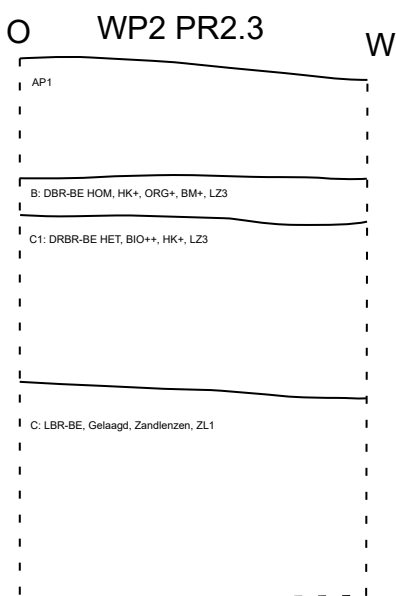 O WP2 PR2.3 W
AP1
B: DBR-BE HOM, HK+, ORG+, BM+, LZ3
C1: DRBR-BE HET, BIO++, HK+, LZ3
C: LBR-BE, Gelaagd, Zandlenzen, ZL1